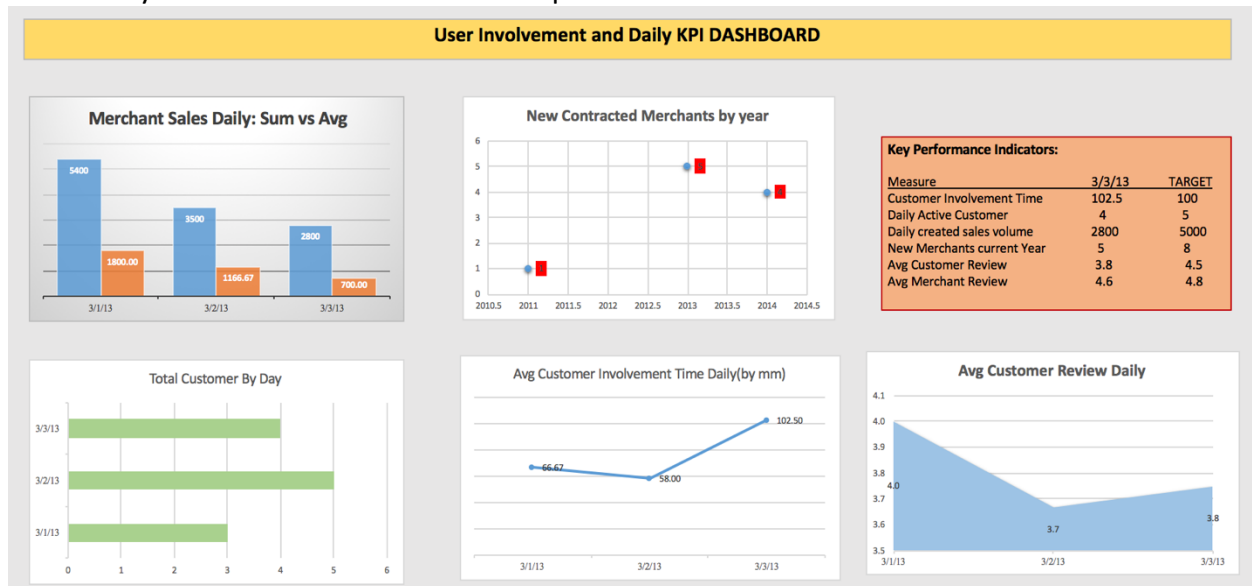 User Involvement and Daily KPI DASHBOARD
Merchant Sales Daily: Sum vs Avg
5400
3500
2800
1800.00
1166.67
700.00
3/1/13 3/2/13 3/3/13
New Contracted Merchants by year
6
5
4
3
2
1
0
2010.5 2011 2011.5 2012 2012.5 2013 2013.5 2014 2014.5
Key Performance Indicators:
Measure 3/3/13 TARGET
Customer Involvement Time 102.5 100
Daily Active Customer 4 5
Daily created sales volume 2800 5000
New Merchants current Year 5 8
Avg Customer Review 3.8 4.5
Avg Merchant Review 4.6 4.8
Total Customer By Day
3/3/13
3/2/13
3/1/13
0 1 2 3 4 5 6
Avg Customer Involvement Time Daily(by mm)
102.50
66.67
58.00
3/1/13 3/2/13 3/3/13
Avg Customer Review Daily
4.1
4.0
3.9
3.8
3.7
3.6
3.5
4.0
3.7
3.8
3/1/13 3/2/13 3/3/13